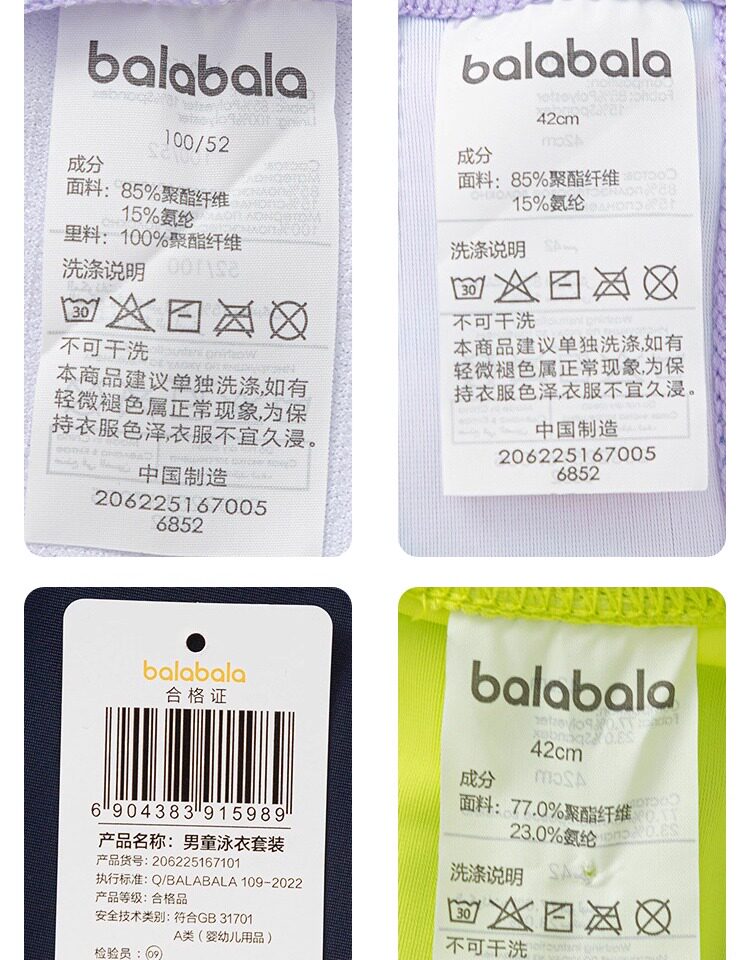 balabala
100/52
成分
面料：85%聚酯纤维
15%氨纶
里料：100%聚酯纤维
洗涤说明
30
不可干洗
本商品建议单独洗涤,如有
轻微褪色属正常现象,为保
持衣服色泽,衣服不宜久浸。
中国制造
206225167005
6852
balabala
42cm
成分
面料：85%聚酯纤维
15%氨纶
洗涤说明
30
不可干洗
本商品建议单独洗涤,如有
轻微褪色属正常现象,为保
持衣服色泽,衣服不宜久浸。
中国制造
206225167005
6852
balabala
合格证
6 904383 915989
产品名称：男童泳衣套装
产品货号：206225167101
执行标准：Q/BALABALA 109-2022
产品等级：合格品
安全技术类别：符合GB 31701
A类（婴幼儿用品）
检验员：09
balabala
42cm
成分
面料：77.0%聚酯纤维
23.0%氨纶
洗涤说明
30
不可干洗